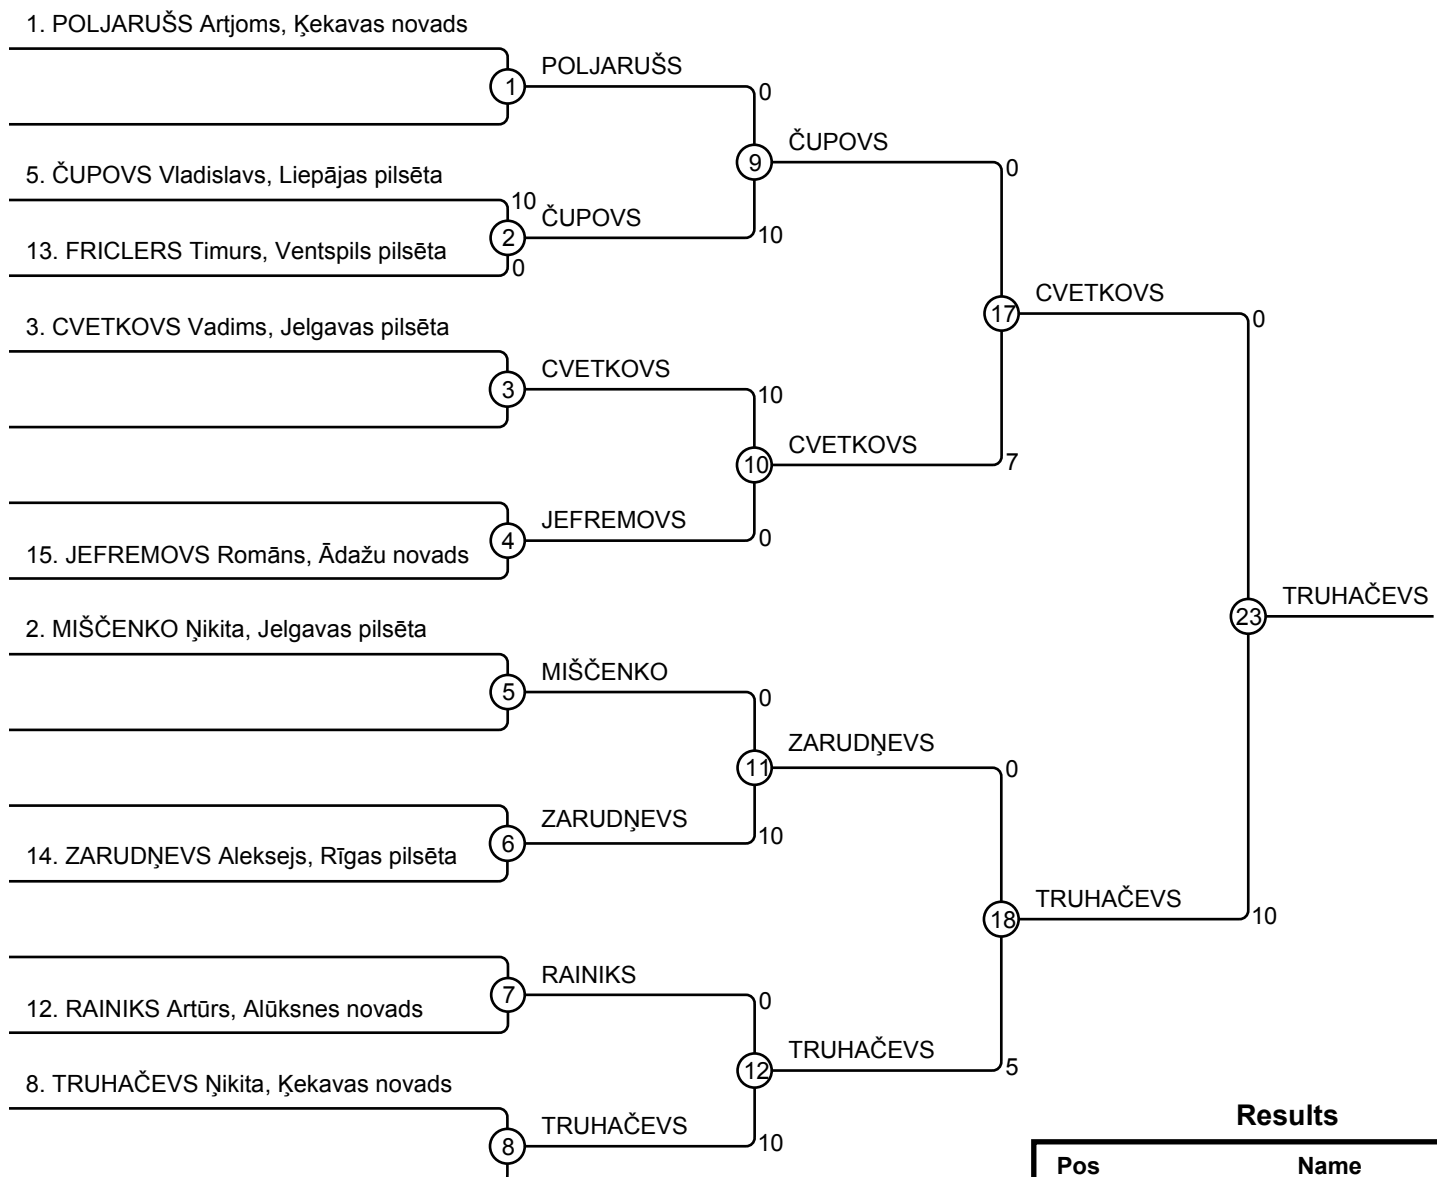 1. POLJARUŠS Artjoms, Ķekavas novads
POLJARUŠS
1
0
ČUPOVS
9
0
5. ČUPOVS Vladislavs, Liepājas pilsēta
10
ČUPOVS
2
10
13. FRICLERS Timurs, Ventspils pilsēta
0
CVETKOVS
17
0
3. CVETKOVS Vadims, Jelgavas pilsēta
CVETKOVS
3
10
CVETKOVS
10
7
JEFREMOVS
4
0
15. JEFREMOVS Romāns, Ādažu novads
TRUHAČEVS
23
2. MIŠČENKO Ņikita, Jelgavas pilsēta
MIŠČENKO
5
0
ZARUDŅEVS
11
0
ZARUDŅEVS
6
10
14. ZARUDŅEVS Aleksejs, Rīgas pilsēta
TRUHAČEVS
18
10
RAINIKS
7
0
12. RAINIKS Artūrs, Alūksnes novads
TRUHAČEVS
12
5
8. TRUHAČEVS Ņikita, Ķekavas novads
TRUHAČEVS
8
10
Results
Pos Name